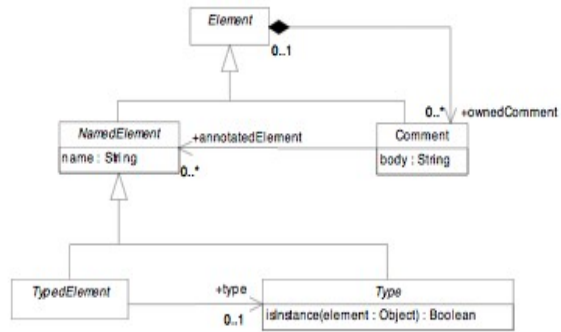 Element
0..1
0..* +ownedComment
NamedElement
name : String
+annotatedElement
0..*
Comment
body : String
TypedElement
+type
0..1
Type
isInstance(element : Object) : Boolean